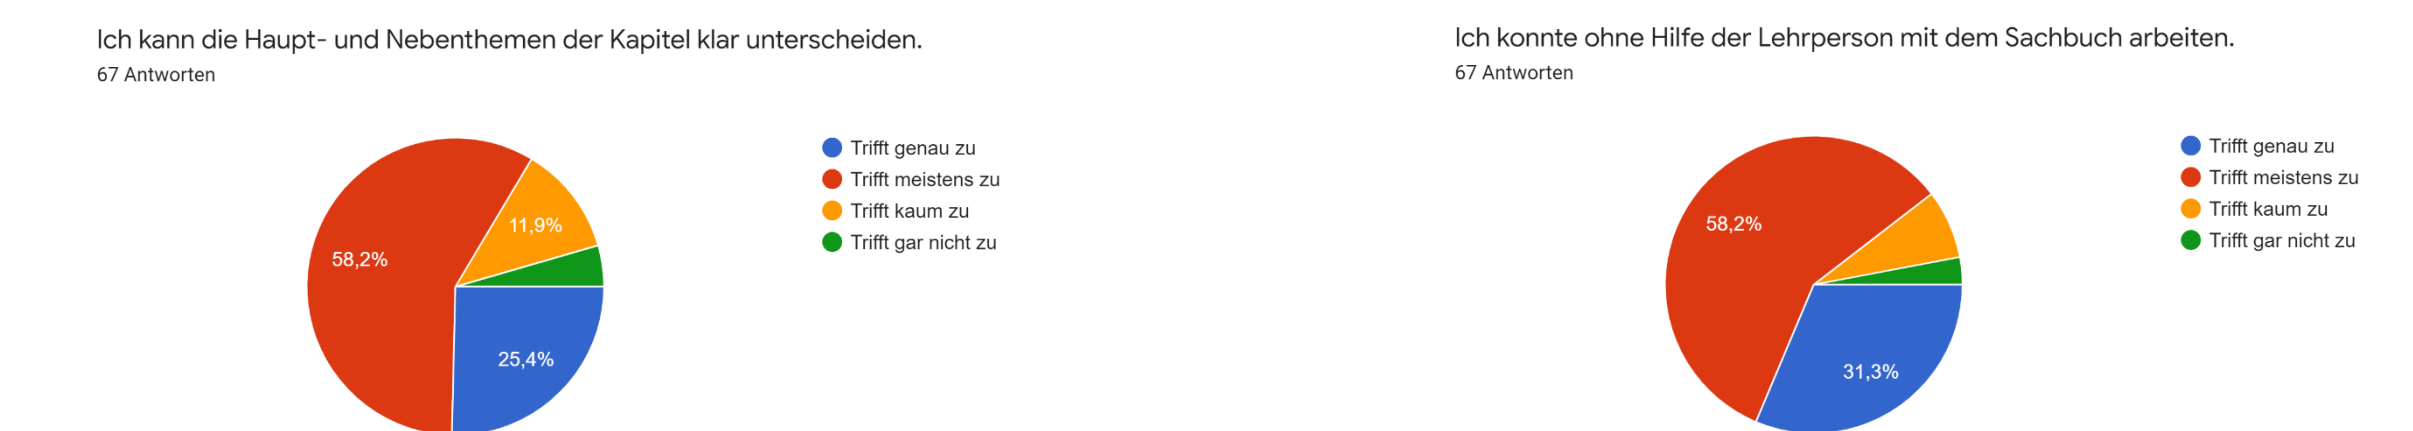 Ich kann die Haupt- und Nebenthemen der Kapitel klar unterscheiden.
67 Antworten
Trifft genau zu
Trifft meistens zu
Trifft kaum zu
Trifft gar nicht zu
11,9%
58,2%
25,4%
Ich konnte ohne Hilfe der Lehrperson mit dem Sachbuch arbeiten.
67 Antworten
Trifft genau zu
Trifft meistens zu
Trifft kaum zu
Trifft gar nicht zu
58,2%
31,3%